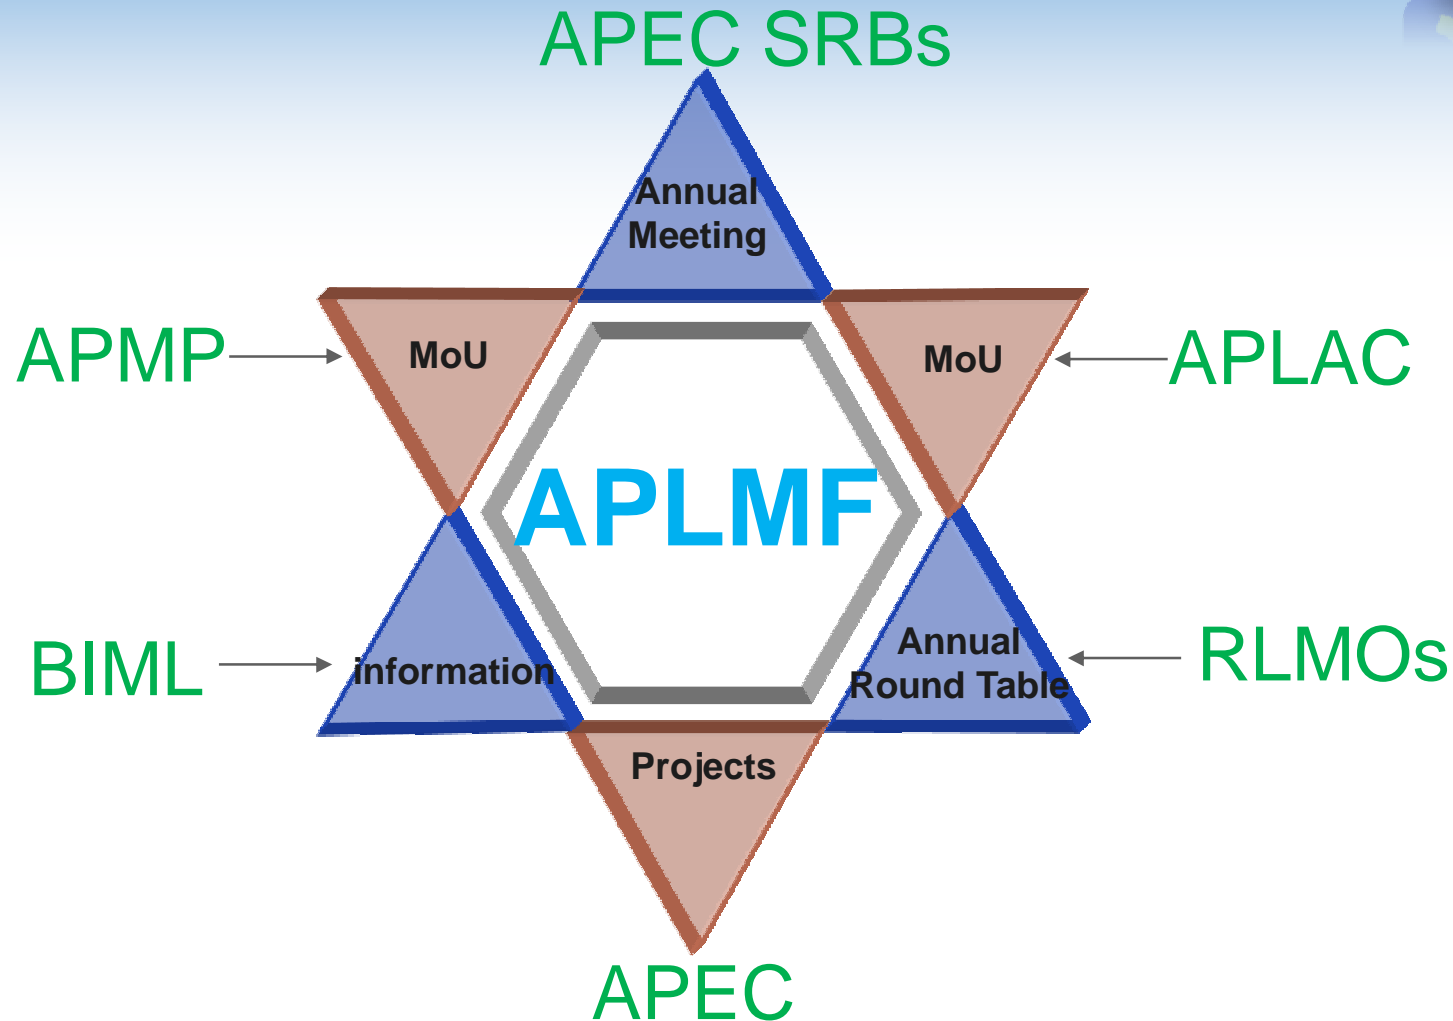 APEC SRBs
Annual
Meeting
APMP
MoU
MoU
APLAC
APLMF
BIML
information
Annual
Round Table
RLMOs
Projects
APEC